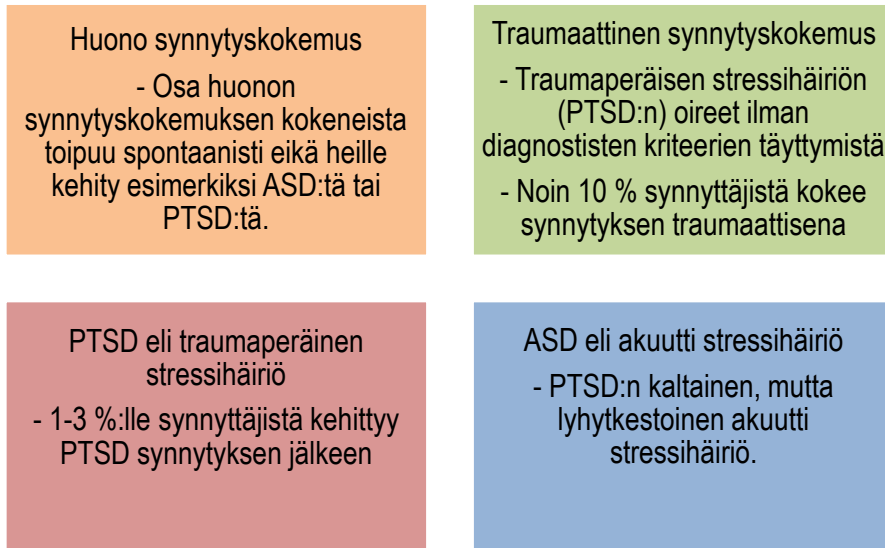 Huono synnytyskokemus
- Osa huonon
synnytyskokemuksen kokeneista
toipuu spontaanisti eikä heille
kehity esimerkiksi ASD:tä tai
PTSD:tä.
Traumaattinen synnytyskokemus
- Traumaperäisen stressihäiriön
(PTSD:n) oireet ilman
diagnostisten kriteerien täyttymistä
- Noin 10 % synnyttäjistä kokee
synnytyksen traumaattisena
PTSD eli traumaperäinen
stressihäiriö
- 1-3 %:lle synnyttäjistä kehittyy
PTSD synnytyksen jälkeen
ASD eli akuutti stressihäiriö
- PTSD:n kaltainen, mutta
lyhytkestoinen akuutti
stressihäiriö.